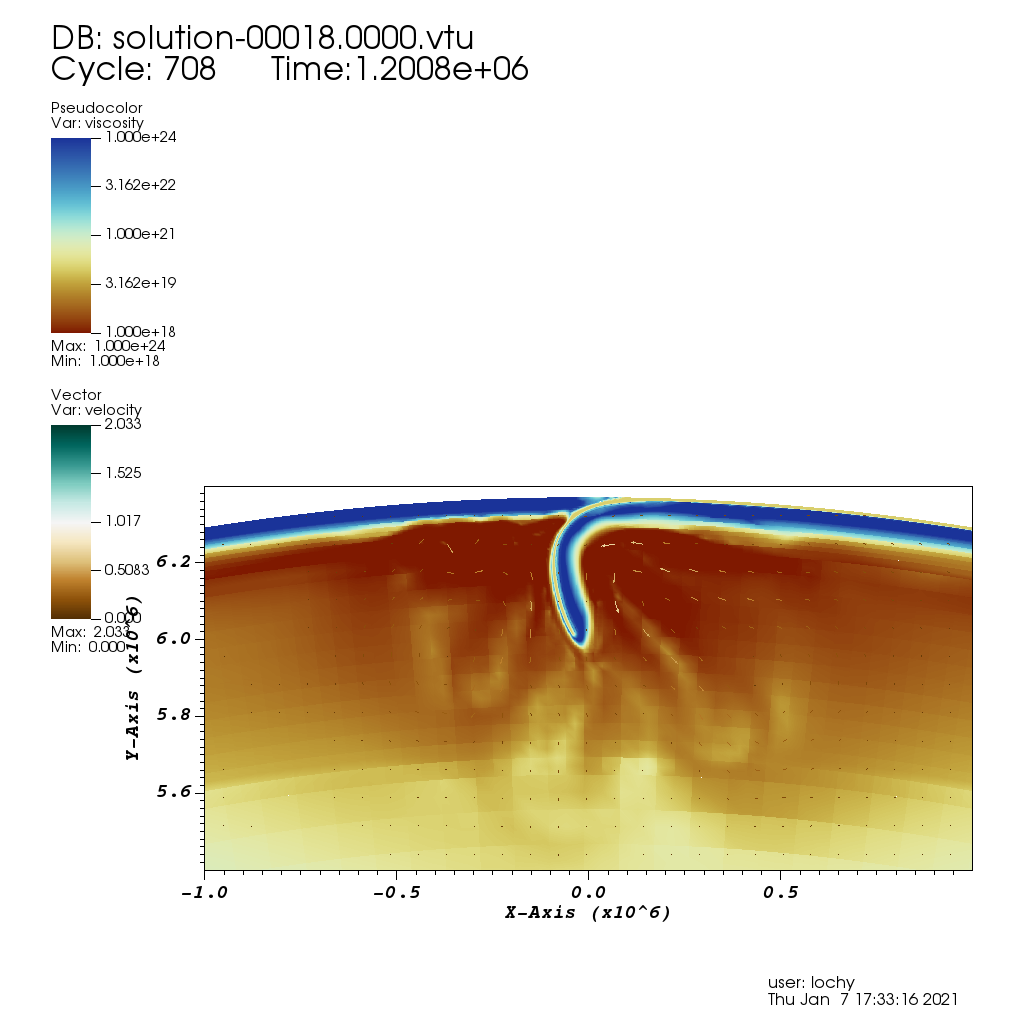 DB: solution-00018.0000.vtu
Cycle: 708 Time:1.2008e+06
Pseudocolor
Var: viscosity
1.000e+24
3.162e+22
1.000e+21
3.162e+19
1.000e+18
Max: 1.000e+24
Min: 1.000e+18
Vector
Var: velocity
2.033
1.525
1.017
0.5083
0.000
Max: 2.033
Min: 0.000
Y-Axis (x10^6)
6.2
6.0
5.8
5.6
-1.0 -0.5 0.0 0.5
X-Axis (x10^6)
user: lochy
Thu Jan 7 17:33:16 2021